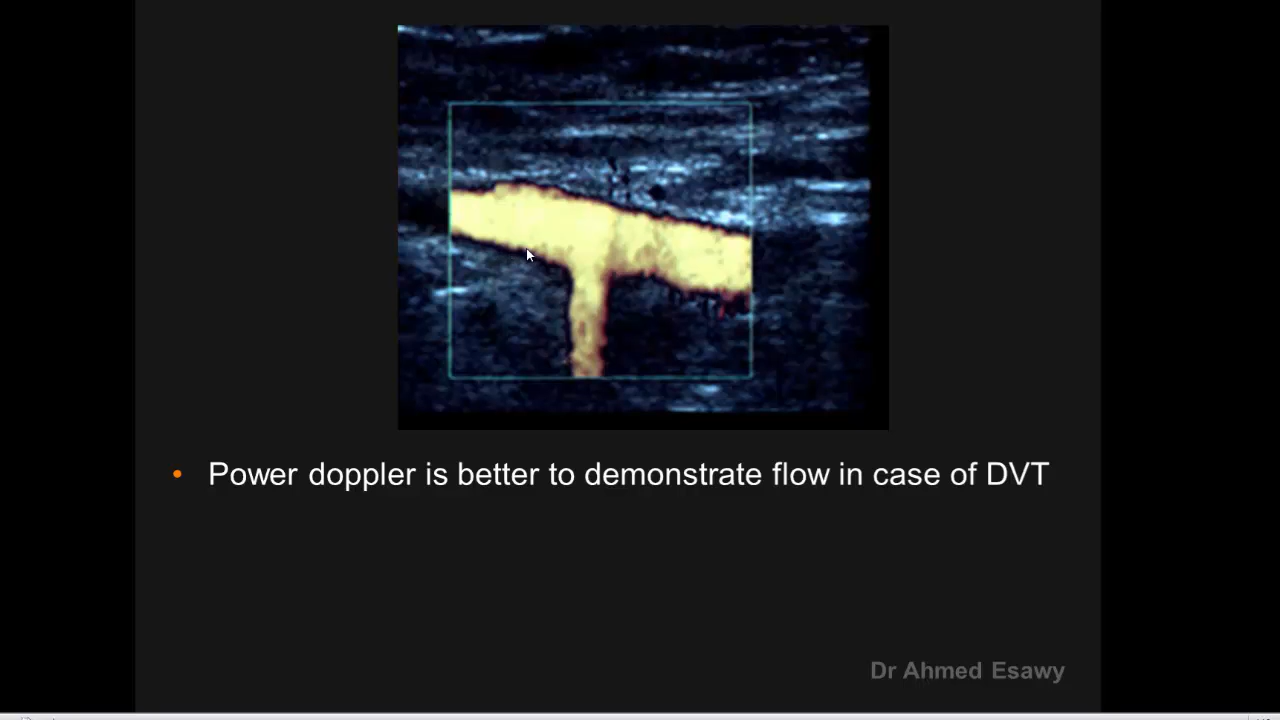 • Power doppler is better to demonstrate flow in case of DVT
Dr Ahmed Esawy